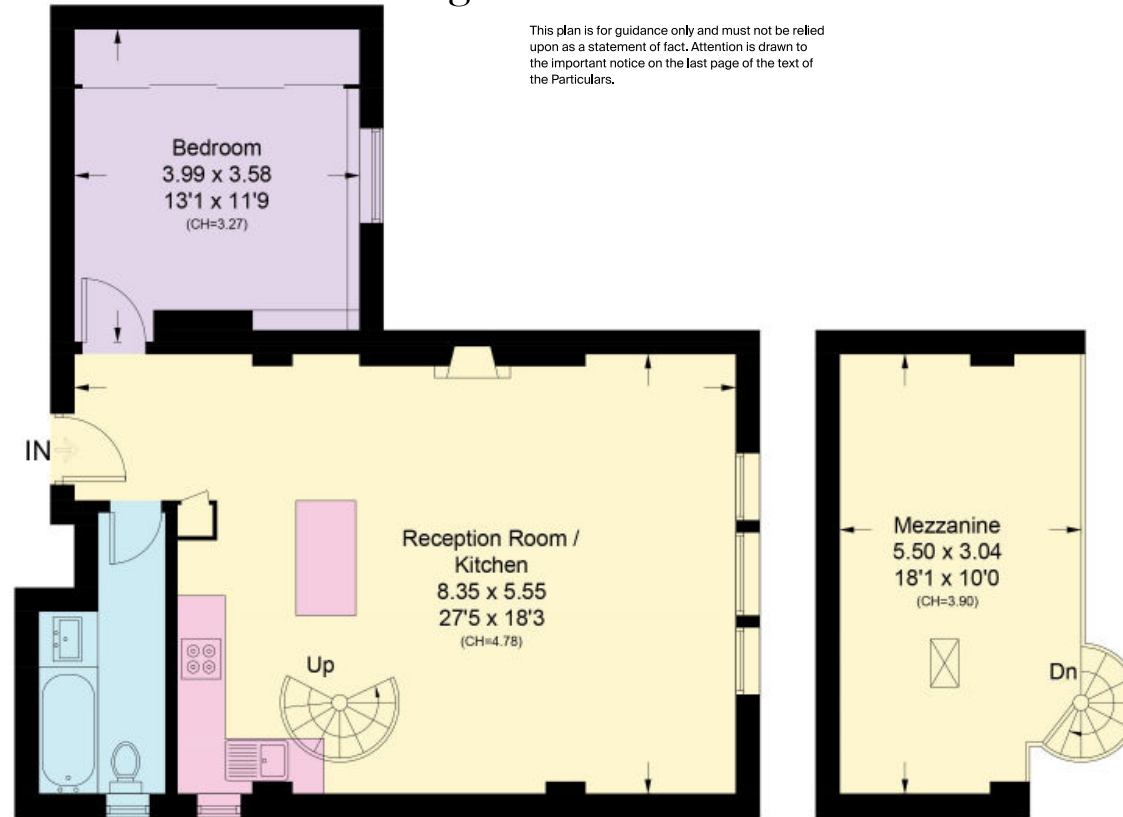 This plan is for guidance only and must not be relied
upon as a statement of fact. Attention is drawn to
the important notice on the last page of the text of
the Particulars.
Bedroom
3.99 x 3.58
13'1 x 11'9
(CH=3.27)
IN
Reception Room /
Kitchen
8.35 x 5.55
27'5 x 18'3
(CH=4.78)
Up
Mezzanine
5.50 x 3.04
18'1 x 10'0
(CH=3.90)
Dn